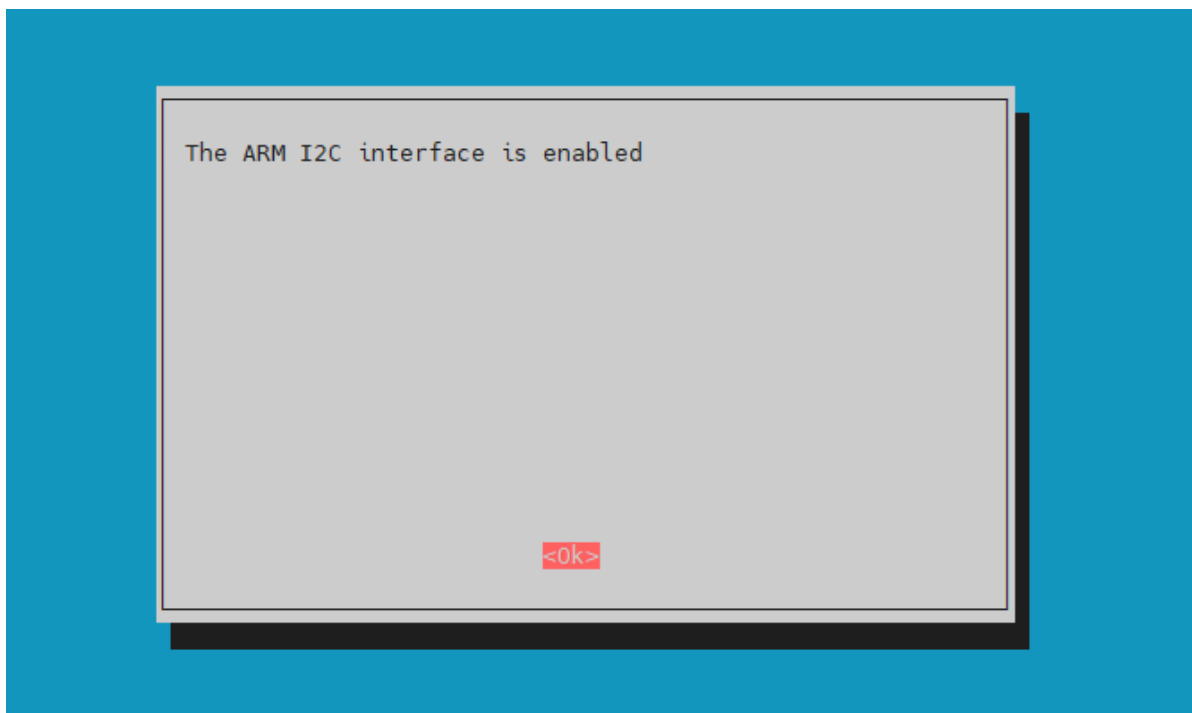 The ARM I2C interface is enabled
<Ok>